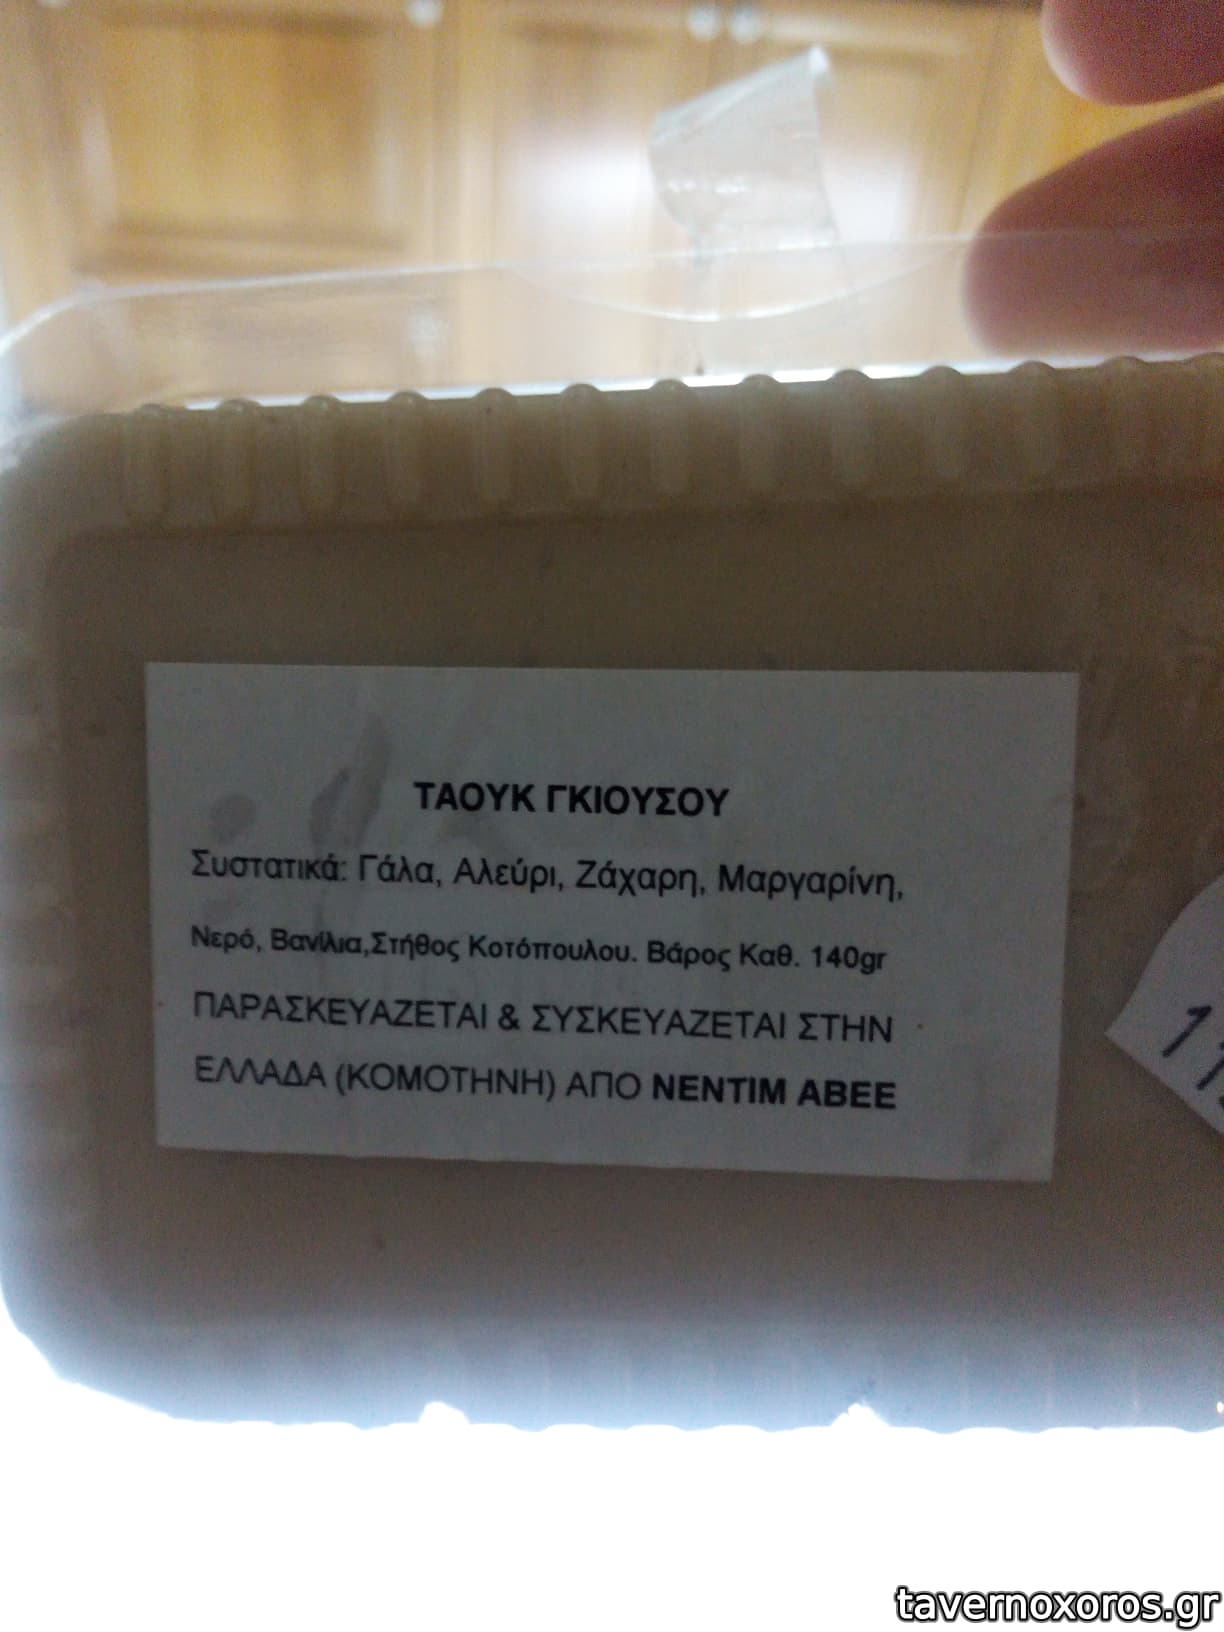 ΤΑΟΥΚ ΓΚΙΟΥΣΟΥ
Συστατικά: Γάλα, Αλεύρι, Ζάχαρη, Μαργαρίνη,
Νερό, Βανίλια,Στήθος Κοτόπουλου. Βάρος Καθ. 140gr
ΠΑΡΑΣΚΕΥΑΖΕΤΑΙ & ΣΥΣΚΕΥΑΖΕΤΑΙ ΣΤΗΝ
ΕΛΛΑΔΑ (ΚΟΜΟΤΗΝΗ) ΑΠΟ ΝΕΝΤΙΜ ΑΒΕΕ
tavernoxoros.gr